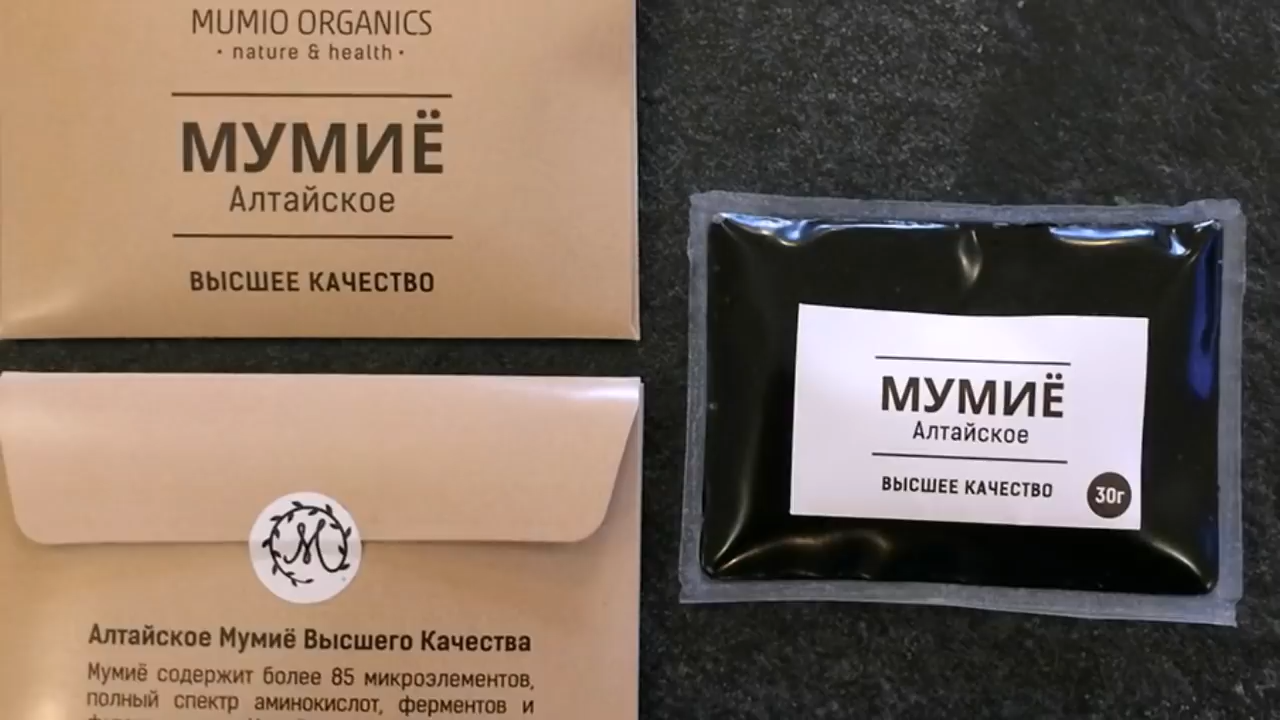 MUMIO ORGANICS
• nature & health •
МУМИЁ
Алтайское
ВЫСШЕЕ КАЧЕСТВО
М
Алтайское Мумиё Высшего Качества
Мумиё содержит более 85 микроэлементов,
полный спектр аминокислот, ферментов и
МУМИЁ
Алтайское
ВЫСШЕЕ КАЧЕСТВО
30г